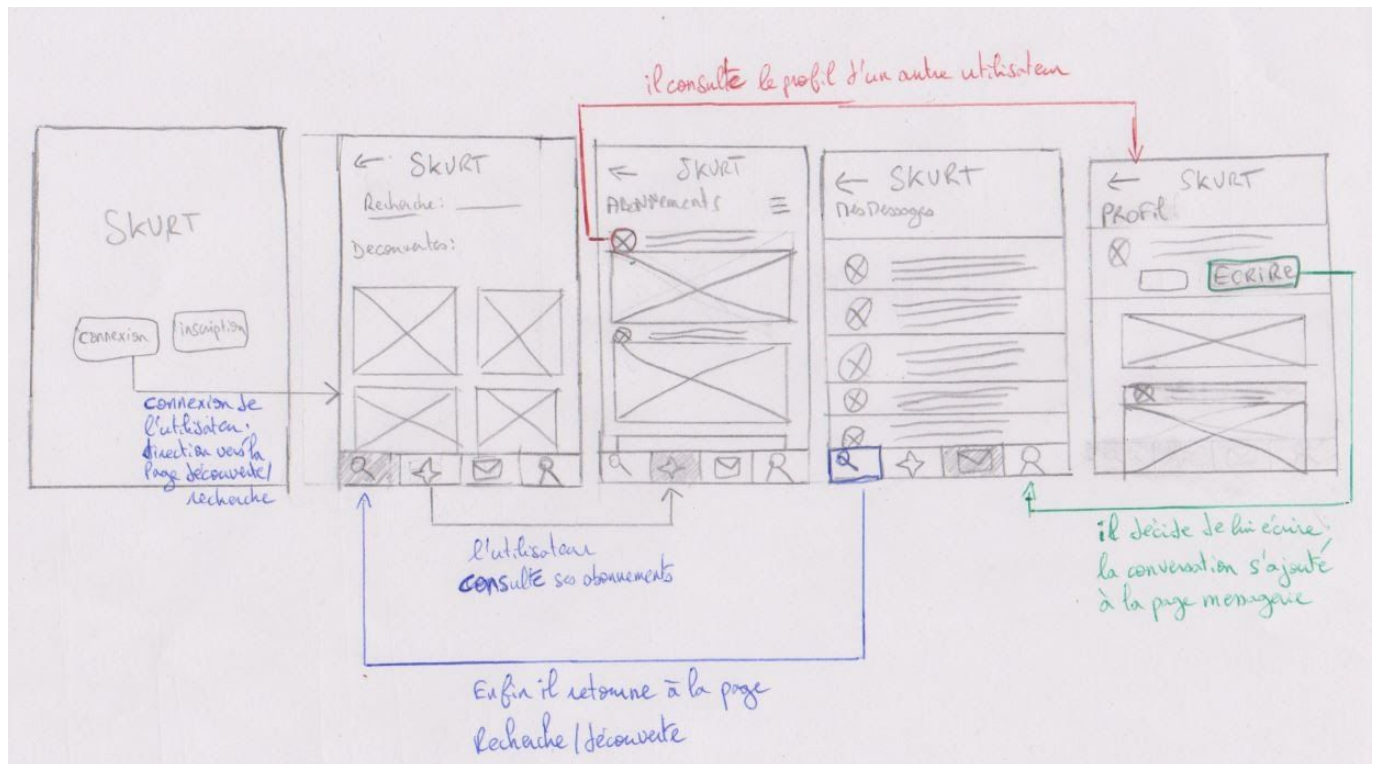 il consulte le profil d'un autre utilisateur
SKURT
connexion
inscription
connexion de
l'utilisateur.
direction vers la
Page découverte/
recherche
← SKURT
Recherche:
Decouvertes:
← SKURT
ABONNements
← SKURT
Mes Messages
← SKURT
PROFIL
ECRIRE
l'utilisateur
consulte ses abonnements
il décide de lui écrire
la conversation s'ajoute
à la page messagerie
Enfin il retourne à la page
Recherche / découverte